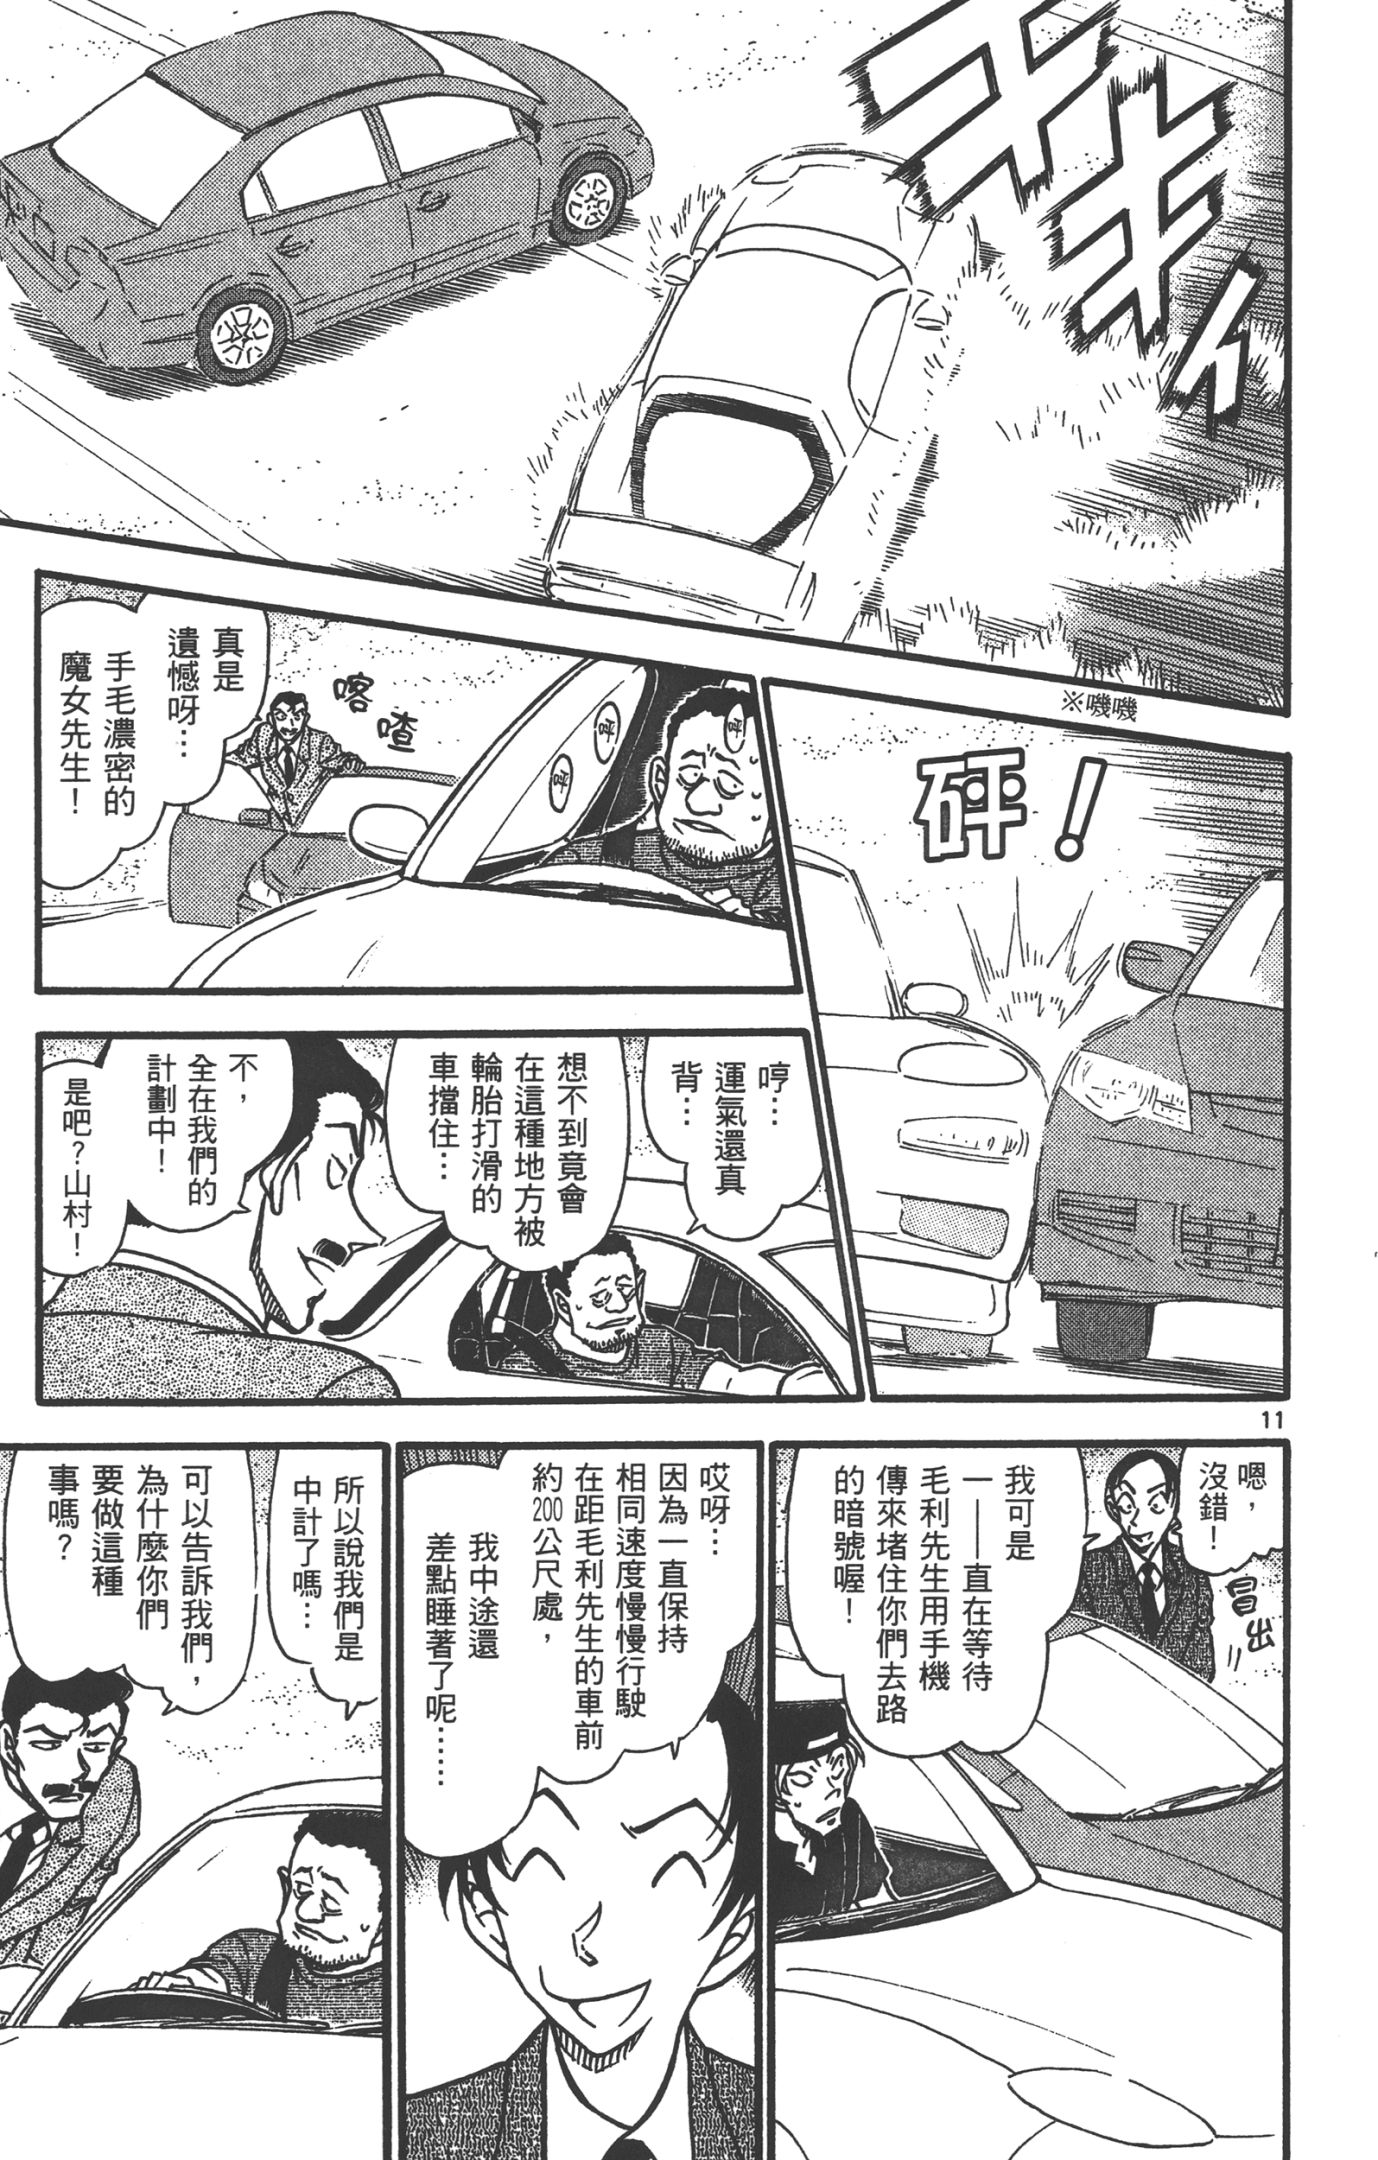 キキイ
※嘰嘰
砰！
呼
呼
呼
喀喳
真是
遺憾呀…
手毛濃密的
魔女先生！
哼…
運氣還真
背…
想不到竟會
在這種地方被
輪胎打滑的
車擋住…
不，
全在我們的
計劃中！
是吧？山村！
11
嗯，
沒錯！
冒出
我可是
一──直在等待
毛利先生用手機
傳來堵住你們去路
的暗號喔！
哎呀…
因為一直保持
相同速度慢慢行駛
在距毛利先生的車前
約200公尺處，
我中途還
差點睡著了呢……
所以說我們是
中計了嗎…
可以告訴我們，
為什麼你們
要做這種
事嗎？